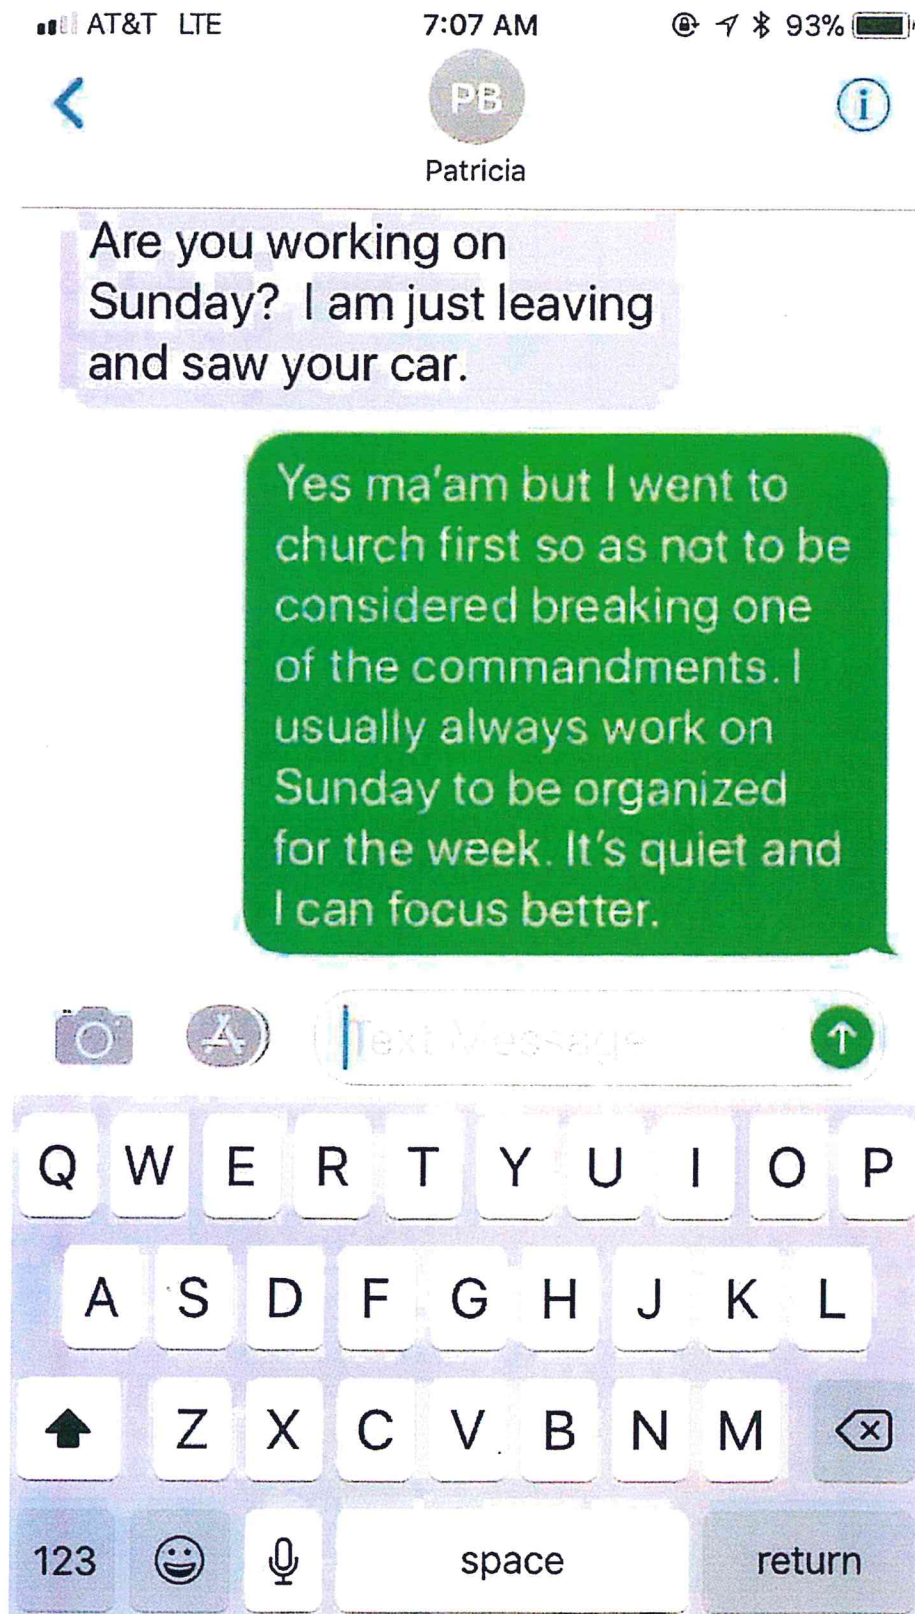 AT&T LTE 7:07 AM 93%
PB
Patricia
Are you working on
Sunday? I am just leaving
and saw your car.
Yes ma'am but I went to
church first so as not to be
considered breaking one
of the commandments. I
usually always work on
Sunday to be organized
for the week. It's quiet and
I can focus better.
Text Message
Q W E R T Y U I O P
A S D F G H J K L
Z X C V B N M
123 space return